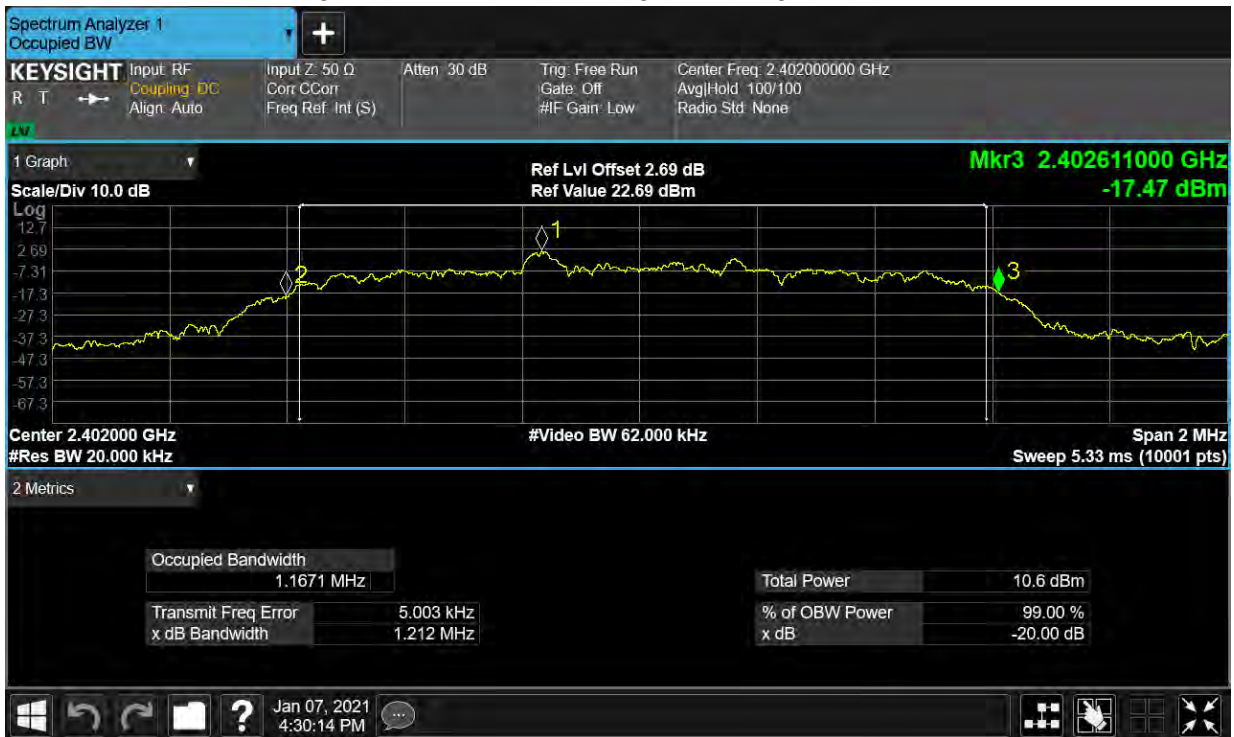 Spectrum Analyzer 1
Occupied BW
+
KEYSIGHT Input: RF Input Z: 50 Ω Atten: 30 dB Trig: Free Run Center Freq: 2.402000000 GHz
R T Coupling: DC Corr CCorr Gate: Off Avg|Hold: 100/100
Align: Auto Freq Ref: Int (S) #IF Gain: Low Radio Std: None
LXI
1 Graph Ref Lvl Offset 2.69 dB Mkr3 2.402611000 GHz
Scale/Div 10.0 dB Ref Value 22.69 dBm -17.47 dBm
Log
12.7
2.69
-7.31
-17.3
-27.3
-37.3
-47.3
-57.3
-67.3
1
2
3
Center 2.402000 GHz #Video BW 62.000 kHz Span 2 MHz
#Res BW 20.000 kHz Sweep 5.33 ms (10001 pts)
2 Metrics
Occupied Bandwidth
1.1671 MHz Total Power 10.6 dBm
Transmit Freq Error 5.003 kHz % of OBW Power 99.00 %
x dB Bandwidth 1.212 MHz x dB -20.00 dB
? Jan 07, 2021
4:30:14 PM